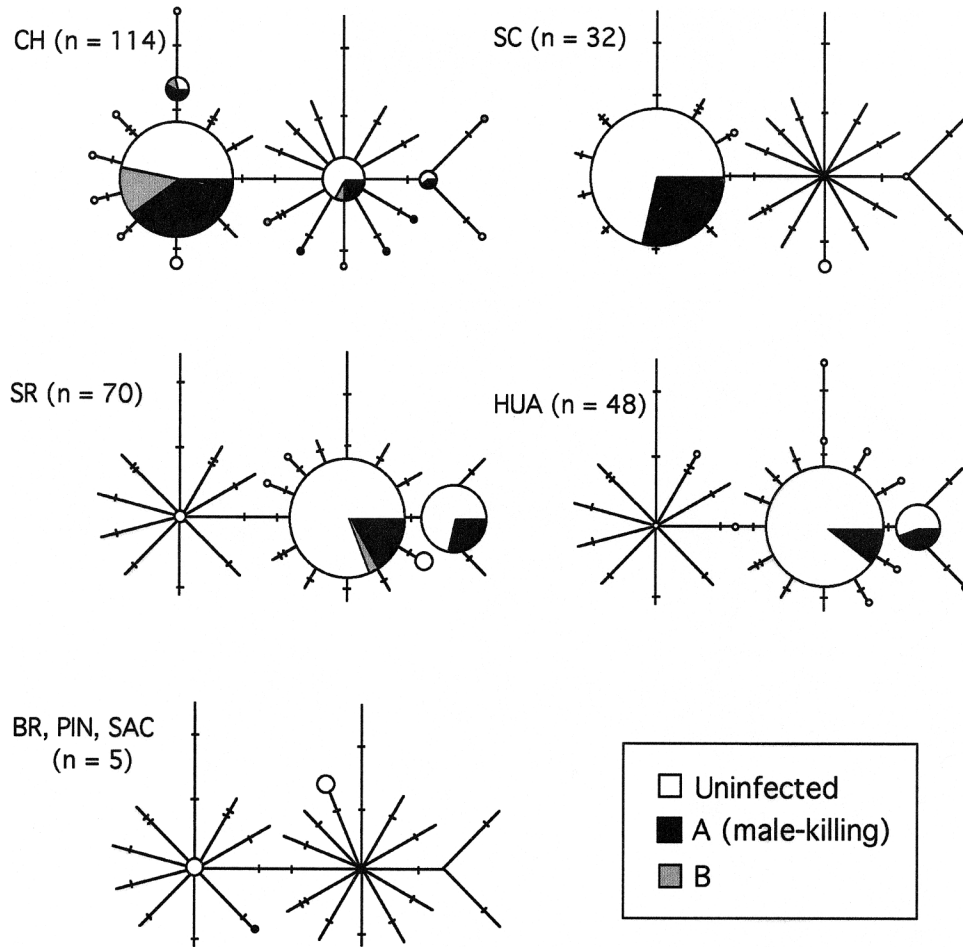 CH (n = 114)
SC (n = 32)
SR (n = 70)
HUA (n = 48)
BR, PIN, SAC
(n = 5)
Uninfected
A (male-killing)
B